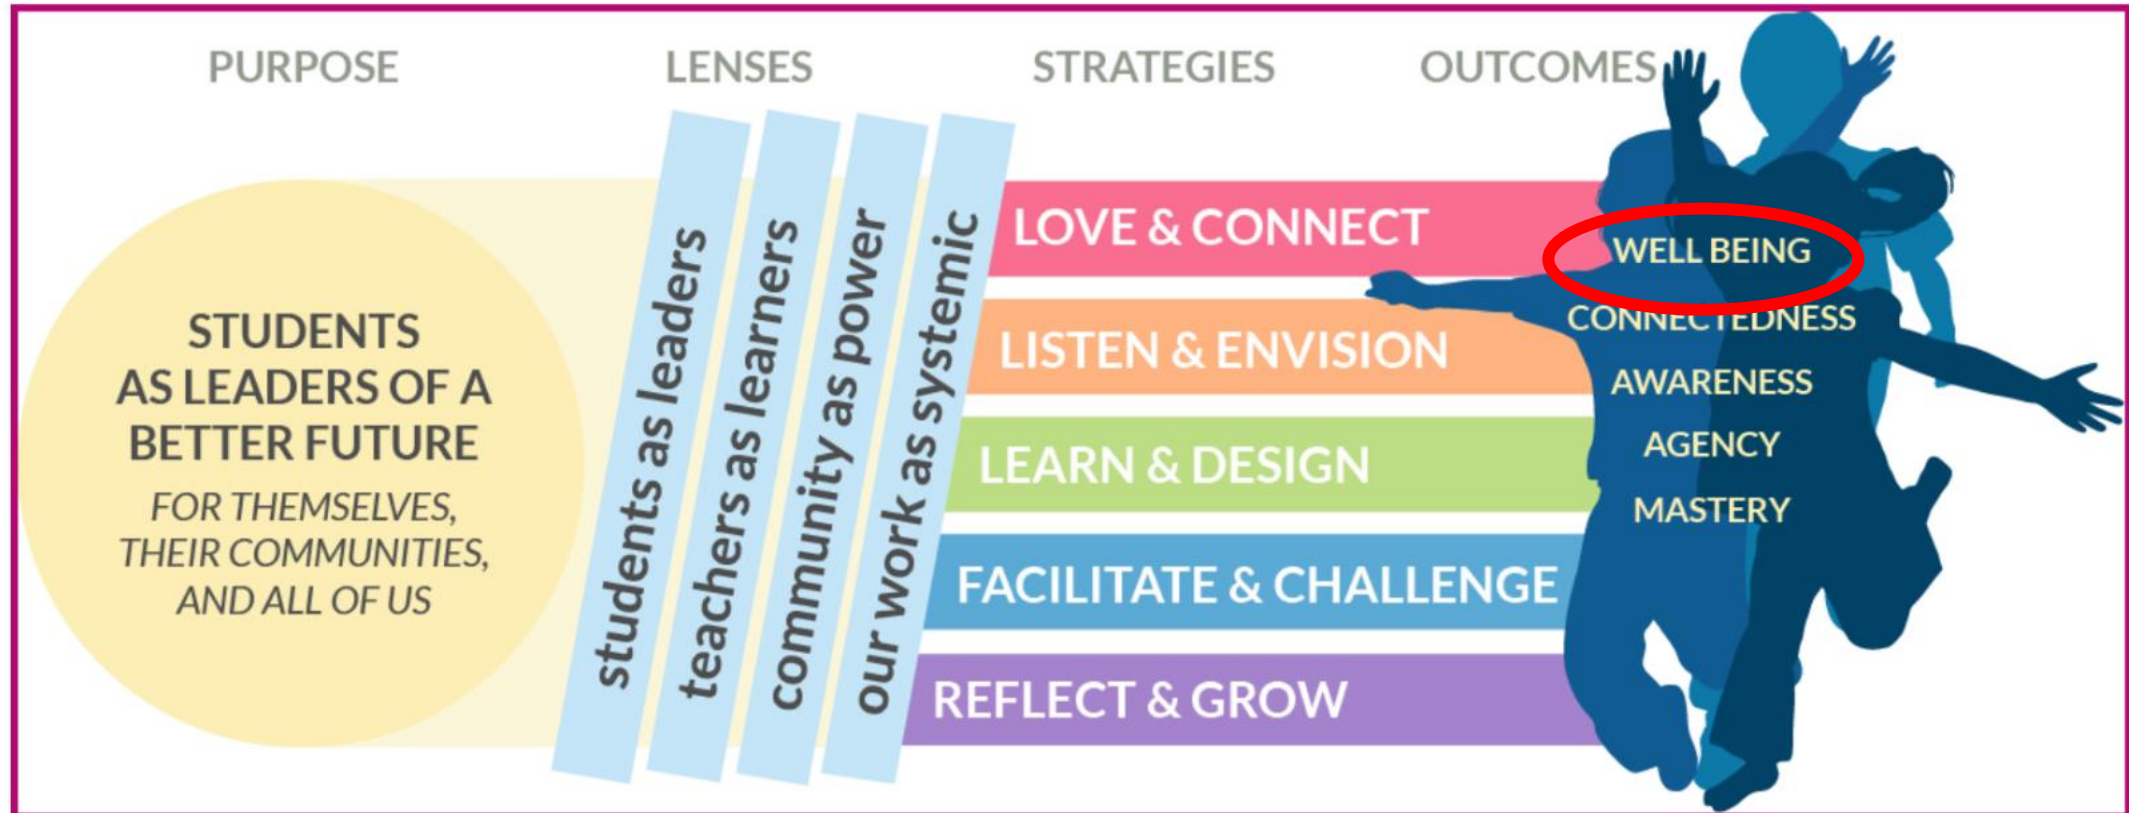 PURPOSE
LENSES
STRATEGIES
OUTCOMES
STUDENTS
AS LEADERS OF A
BETTER FUTURE
FOR THEMSELVES,
THEIR COMMUNITIES,
AND ALL OF US
students as leaders
teachers as learners
community as power
our work as systemic
LOVE & CONNECT
LISTEN & ENVISION
LEARN & DESIGN
FACILITATE & CHALLENGE
REFLECT & GROW
WELL BEING
CONNECTEDNESS
AWARENESS
AGENCY
MASTERY